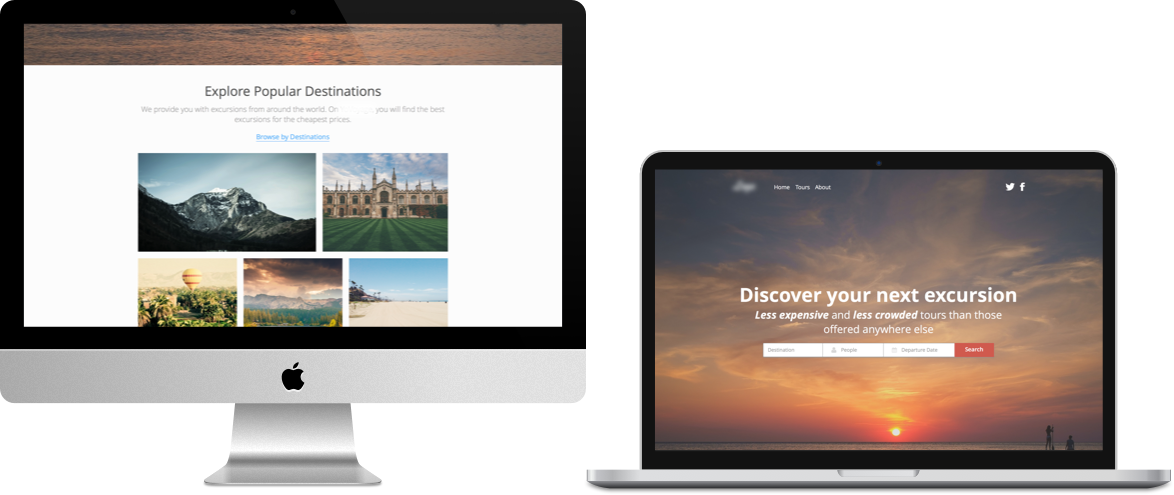 Explore Popular Destinations
We provide you with excursions from around the world. On you will find the best
excursions for the cheapest prices.
Browse by Destinations
Home Tours About
Discover your next excursion
Less expensive and less crowded tours than those
offered anywhere else
Destination People Departure Date Search